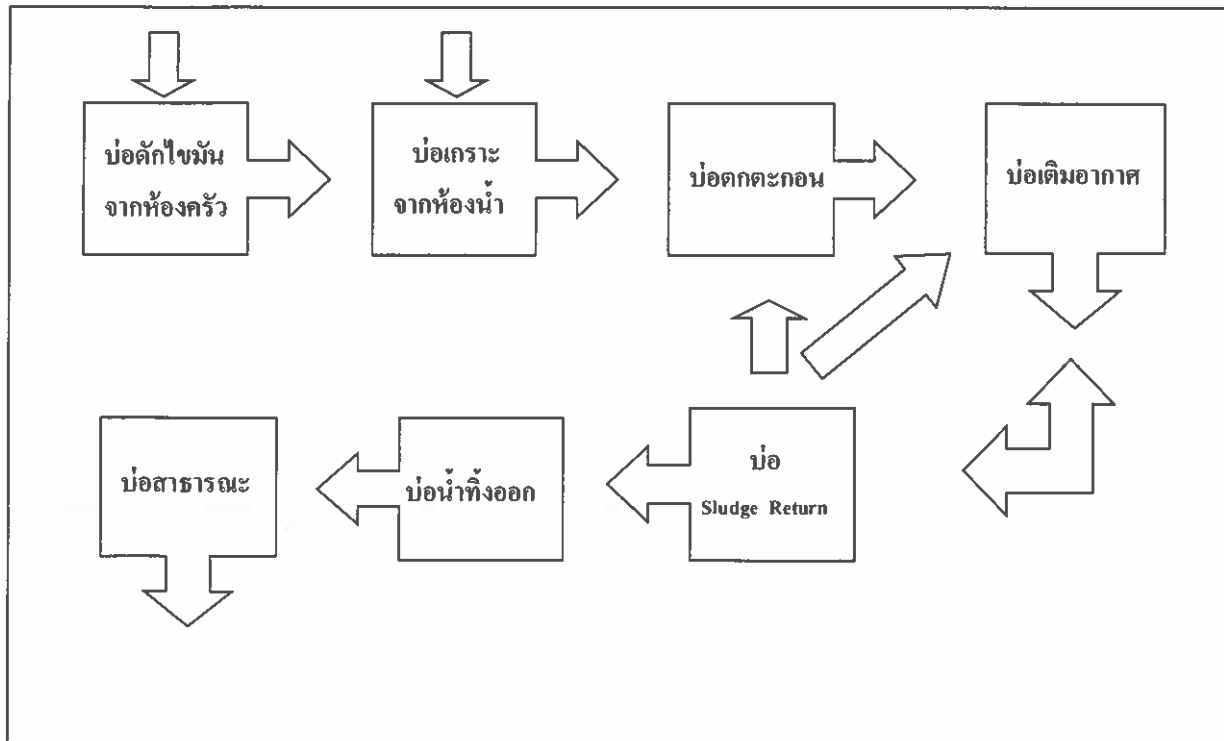 บ่อดักไขมัน
จากห้องครัว
บ่อเกราะ
จากห้องน้ำ
บ่อตกตะกอน
บ่อเติมอากาศ
บ่อสาธารณะ
บ่อน้ำทิ้งออก
บ่อ
Sludge Return